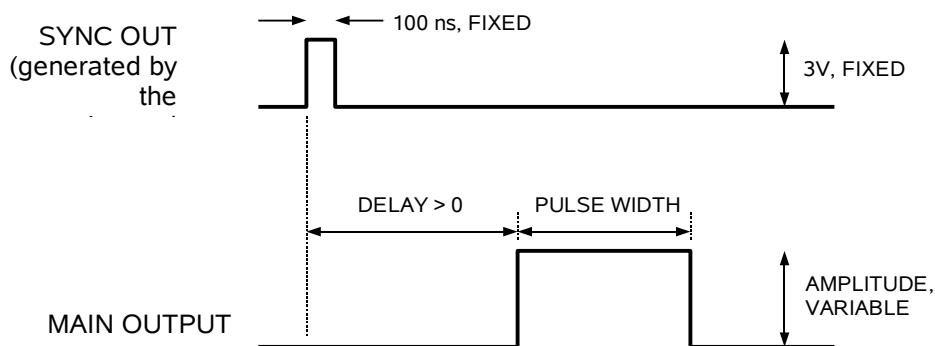 100 ns, FIXED
SYNC OUT
(generated by
the
3V, FIXED
DELAY > 0
PULSE WIDTH
AMPLITUDE,
VARIABLE
MAIN OUTPUT